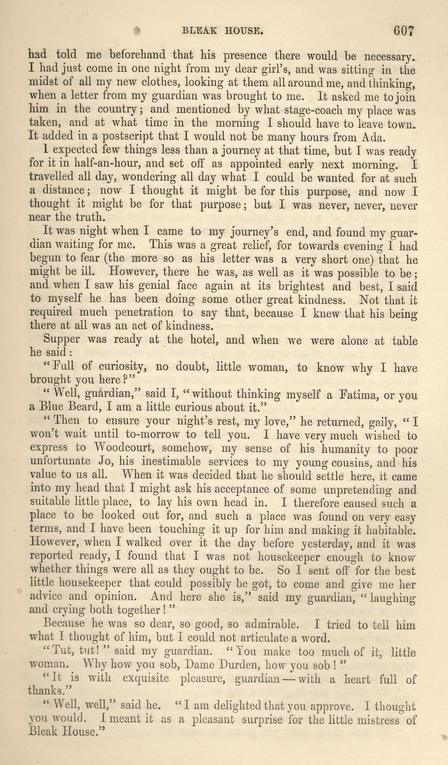 BLEAK HOUSE. 607
had told me beforehand that his presence there would be necessary.
I had just come in one night from my dear girl's, and was sitting in the
midst of all my new clothes, looking at them all around me, and thinking,
when a letter from my guardian was brought to me. It asked me to join
him in the country; and mentioned by what stage-coach my place was
taken, and at what time in the morning I should have to leave town.
It added in a postscript that I would not be many hours from Ada.
I expected few things less than a journey at that time, but I was ready
for it in half-an-hour, and set off as appointed early next morning. I
travelled all day, wondering all day what I could be wanted for at such
a distance; now I thought it might be for this purpose, and now I
thought it might be for that purpose; but I was never, never, never
near the truth.
It was night when I came to my journey's end, and found my guar-
dian waiting for me. This was a great relief, for towards evening I had
begun to fear (the more so as his letter was a very short one) that he
might be ill. However, there he was, as well as it was possible to be;
and when I saw his genial face again at its brightest and best, I said
to myself he has been doing some other great kindness. Not that it
required much penetration to say that, because I knew that his being
there at all was an act of kindness.
Supper was ready at the hotel, and when we were alone at table
he said:
"Full of curiosity, no doubt, little woman, to know why I have
brought you here?"
"Well, guardian," said I, "without thinking myself a Fatima, or you
a Blue Beard, I am a little curious about it."
"Then to ensure your night's rest, my love," he returned, gaily, "I
won't wait until to-morrow to tell you. I have very much wished to
express to Woodcourt, somehow, my sense of his humanity to poor
unfortunate Jo, his inestimable services to my young cousins, and his
value to us all. When it was decided that he should settle here, it came
into my head that I might ask his acceptance of some unpretending and
suitable little place, to lay his own head in. I therefore caused such a
place to be looked out for, and such a place was found on very easy
terms, and I have been touching it up for him and making it habitable.
However, when I walked over it the day before yesterday, and it was
reported ready, I found that I was not housekeeper enough to know
whether things were all as they ought to be. So I sent off for the best
little housekeeper that could possibly be got, to come and give me her
advice and opinion. And here she is," said my guardian, "laughing
and crying both together!"
Because he was so dear, so good, so admirable. I tried to tell him
what I thought of him, but I could not articulate a word.
"Tut, tut!" said my guardian. "You make too much of it, little
woman. Why how you sob, Dame Durden, how you sob!"
"It is with exquisite pleasure, guardian—with a heart full of
thanks."
"Well, well," said he. "I am delighted that you approve. I thought
you would. I meant it as a pleasant surprise for the little mistress of
Bleak House."